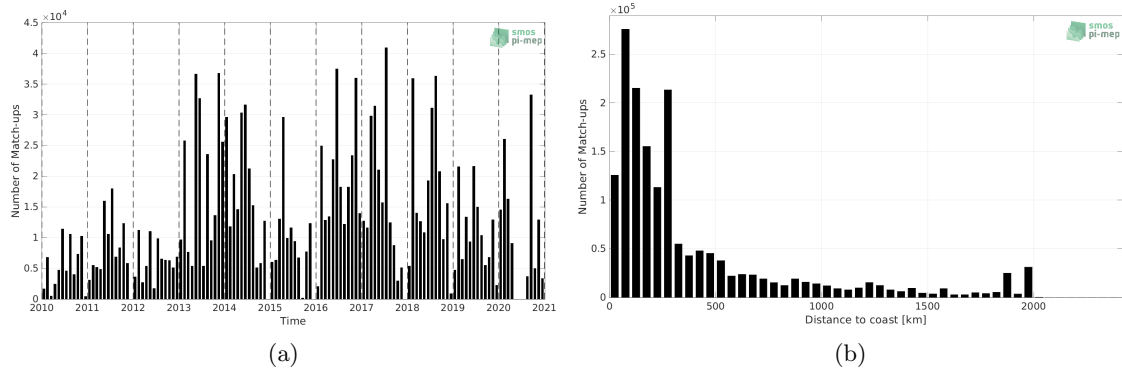 ×10⁴
4.5
4
3.5
3
2.5
2
1.5
1
0.5
0
Number of Match-ups
2010 2011 2012 2013 2014 2015 2016 2017 2018 2019 2020 2021
Time
smos
pi-mep
(a)
×10⁵
2.5
2
1.5
1
0.5
0
Number of Match-ups
0 500 1000 1500 2000
Distance to coast [km]
smos
pi-mep
(b)